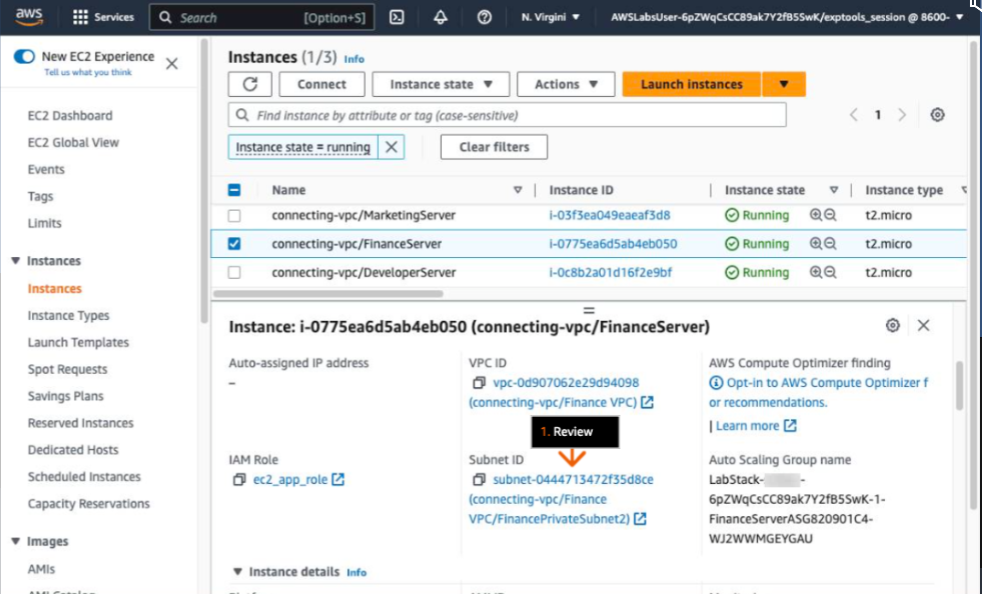 aws
Services
Search
[Option+S]
N. Virgini
AWSLabsUser-6pZWqCsCC89ak7Y2fB5SwK/exptools_session @ 8600-
New EC2 Experience
Tell us what you think
EC2 Dashboard
EC2 Global View
Events
Tags
Limits
Instances
Instances
Instance Types
Launch Templates
Spot Requests
Savings Plans
Reserved Instances
Dedicated Hosts
Scheduled Instances
Capacity Reservations
Images
AMIs
AMI Catalog
Instances (1/3) Info
Connect
Instance state
Actions
Launch instances
Find instance by attribute or tag (case-sensitive)
1
Instance state = running
Clear filters
Name Instance ID Instance state Instance type
connecting-vpc/MarketingServer i-03f3ea049eaeaf3d8 Running t2.micro
connecting-vpc/FinanceServer i-0775ea6d5ab4eb050 Running t2.micro
connecting-vpc/DeveloperServer i-0c8b2a01d16f2e9bf Running t2.micro
Instance: i-0775ea6d5ab4eb050 (connecting-vpc/FinanceServer)
Auto-assigned IP address
–
VPC ID
vpc-0d907062e29d94098
(connecting-vpc/Finance VPC)
AWS Compute Optimizer finding
Opt-in to AWS Compute Optimizer f
or recommendations.
| Learn more
1. Review
IAM Role
ec2_app_role
Subnet ID
subnet-0444713472f35d8ce
(connecting-vpc/Finance
VPC/FinancePrivateSubnet2)
Auto Scaling Group name
LabStack- -
6pZWqCsCC89ak7Y2fB5SwK-1-
FinanceServerASG820901C4-
WJ2WWMGEYGAU
Instance details Info